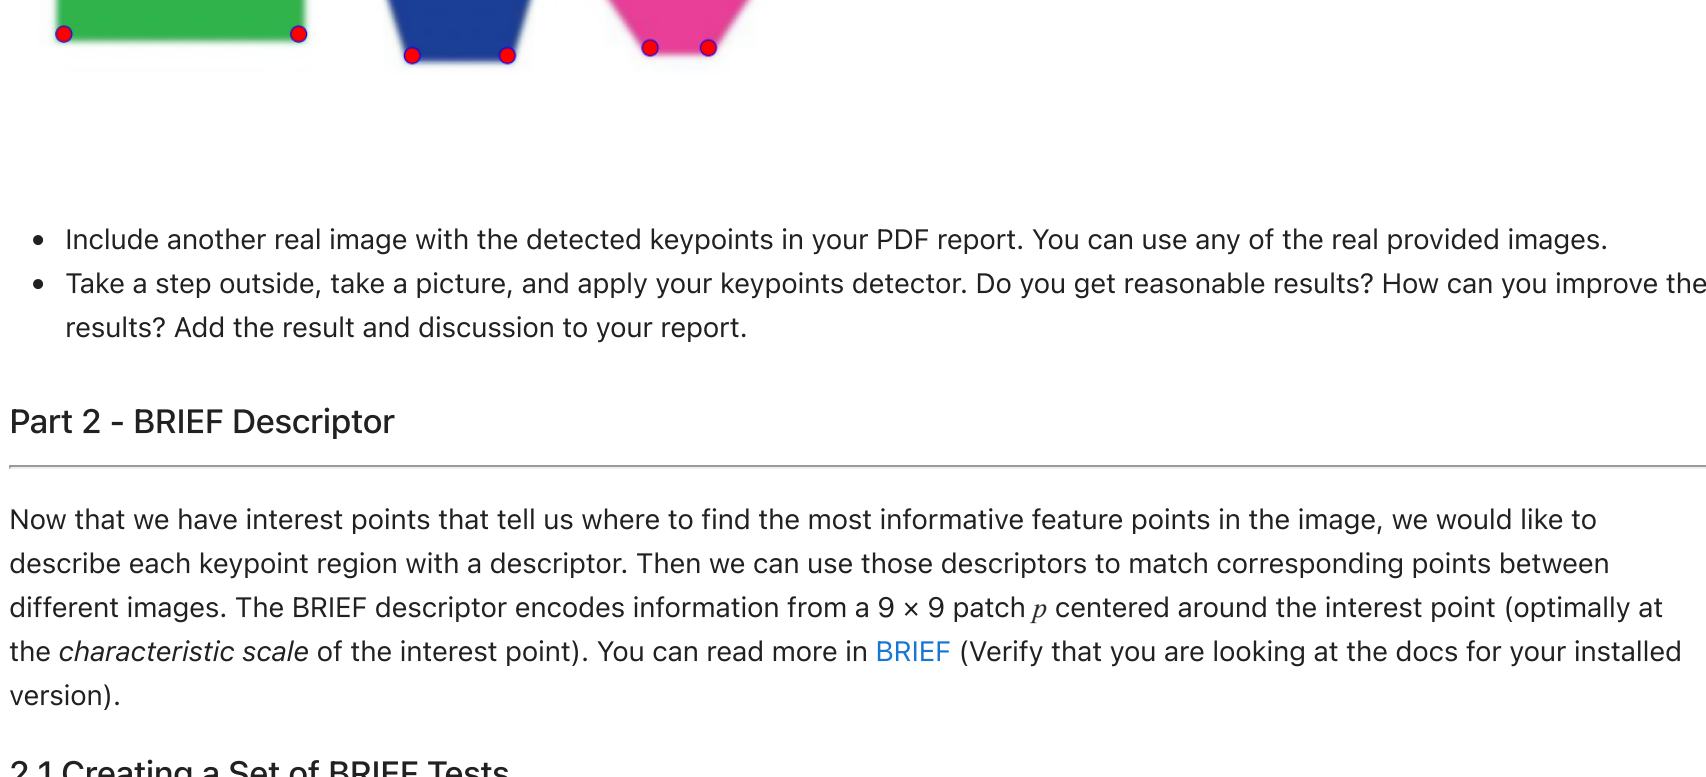 Include another real image with the detected keypoints in your PDF report. You can use any of the real provided images.
Take a step outside, take a picture, and apply your keypoints detector. Do you get reasonable results? How can you improve the
results? Add the result and discussion to your report.
Part 2 - BRIEF Descriptor
Now that we have interest points that tell us where to find the most informative feature points in the image, we would like to
describe each keypoint region with a descriptor. Then we can use those descriptors to match corresponding points between
different images. The BRIEF descriptor encodes information from a 9 × 9 patch p centered around the interest point (optimally at
the characteristic scale of the interest point). You can read more in BRIEF (Verify that you are looking at the docs for your installed
version).
2.1 Creating a Set of BRIEF Tests